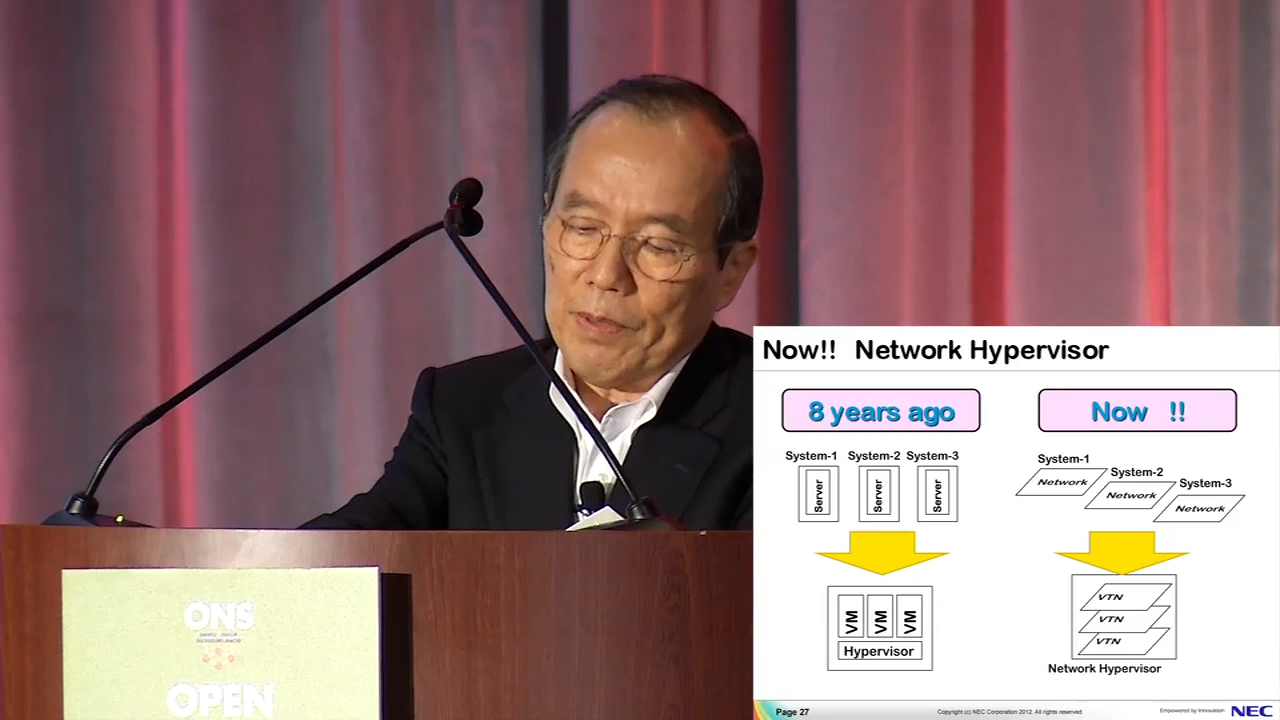 ONS
OPEN
Now!! Network Hypervisor
8 years ago
Now !!
System-1 System-2 System-3
Server Server Server
System-1
Network
System-2
Network
System-3
Network
VM VM VM
Hypervisor
VTN
VTN
VTN
Network Hypervisor
Page 27
Copyright (c) NEC Corporation 2012. All rights reserved.
Empowered by Innovation NEC